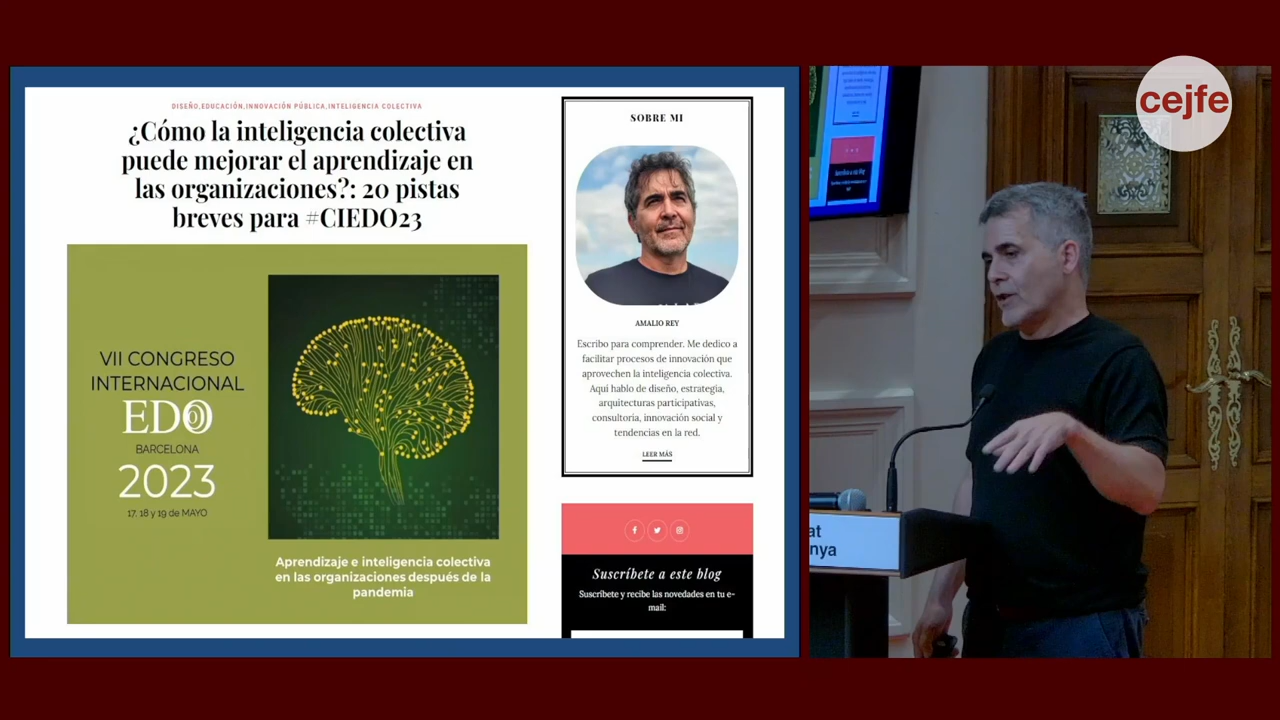 DISEÑO,EDUCACIÓN,INNOVACIÓN PÚBLICA,INTELIGENCIA COLECTIVA
¿Cómo la inteligencia colectiva
puede mejorar el aprendizaje en
las organizaciones?: 20 pistas
breves para #CIEDO23
VII CONGRESO
INTERNACIONAL
EDO
BARCELONA
2023
17, 18 y 19 de MAYO
Aprendizaje e inteligencia colectiva
en las organizaciones después de la
pandemia
SOBRE MI
AMALIO REY
Escribo para comprender. Me dedico a
facilitar procesos de innovación que
aprovechen la inteligencia colectiva.
Aquí hablo de diseño, estrategia,
arquitecturas participativas,
consultoría, innovación social y
tendencias en la red.
LEER MÁS
Suscríbete a este blog
Suscríbete y recibe las novedades en tu e-
mail:
cejfe
at
nya